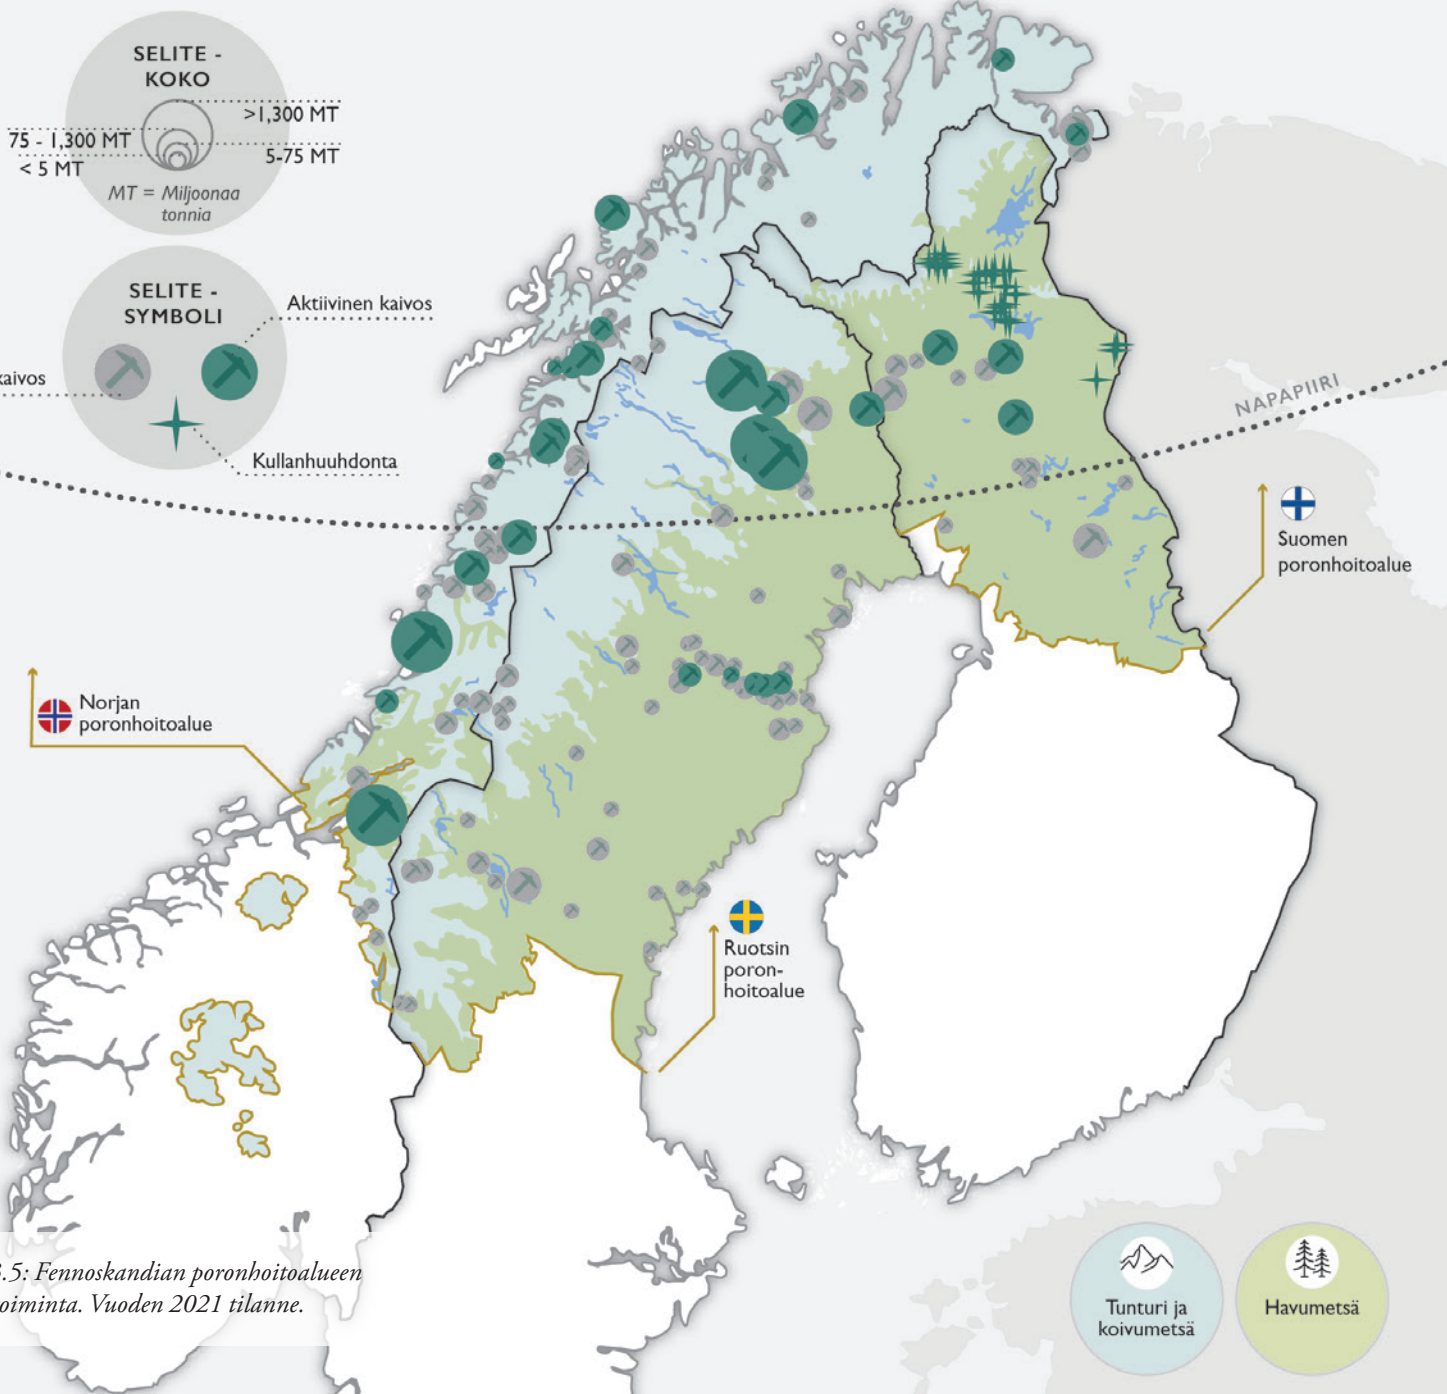 SELITE -
KOKO
>1,300 MT
75 - 1,300 MT
5-75 MT
< 5 MT
MT = Miljoonaa
tonnia
SELITE -
SYMBOLI
Aktiivinen kaivos
kaivos
Kullanhuuhdonta
NAPAPIIRI
Suomen
poronhoitoalue
Norjan
poronhoitoalue
Ruotsin
poron-
hoitoalue
3.5: Fennoskandian poronhoitoalueen
toiminta. Vuoden 2021 tilanne.
Tunturi ja
koivumetsä
Havumetsä